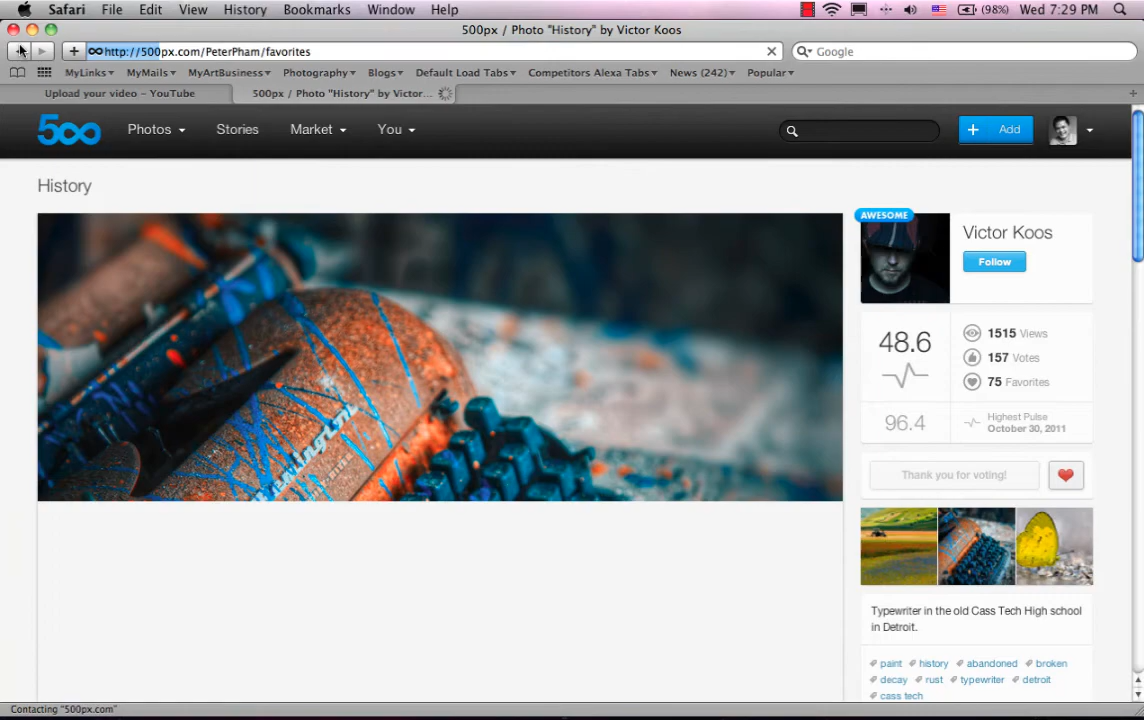 Safari File Edit View History Bookmarks Window Help (98%) Wed 7:29 PM
500px / Photo "History" by Victor Koos
http://500px.com/PeterPham/favorites Google
MyLinks MyMails MyArtBusiness Photography Blogs Default Load Tabs Competitors Alexa Tabs News (242) Popular
Upload your video – YouTube 500px / Photo "History" by Victor...
500 Photos Stories Market You + Add
History
AWESOME
Victor Koos
Follow
48.6
1515 Views
157 Votes
75 Favorites
96.4
Highest Pulse
October 30, 2011
Thank you for voting!
Typewriter in the old Cass Tech High school
in Detroit.
paint history abandoned broken
decay rust typewriter detroit
cass tech
Contacting "500px.com"